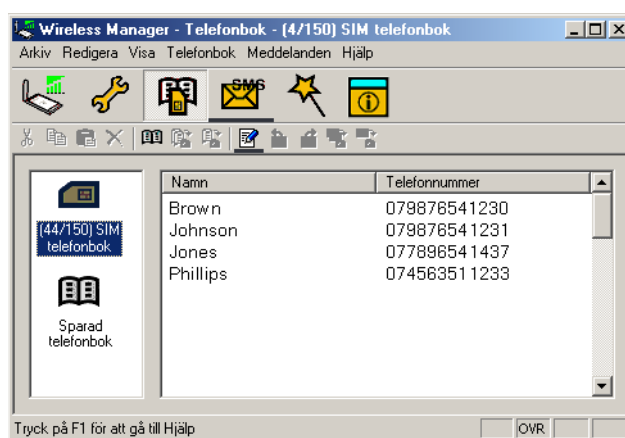 Wireless Manager - Telefonbok - (4/150) SIM telefonbok
Arkiv Redigera Visa Telefonbok Meddelanden Hjälp
SMS
Namn Telefonnummer
Brown 079876541230
Johnson 079876541231
Jones 077896541437
Phillips 074563511233
(44/150) SIM
telefonbok
Sparad
telefonbok
Tryck på F1 för att gå till Hjälp OVR